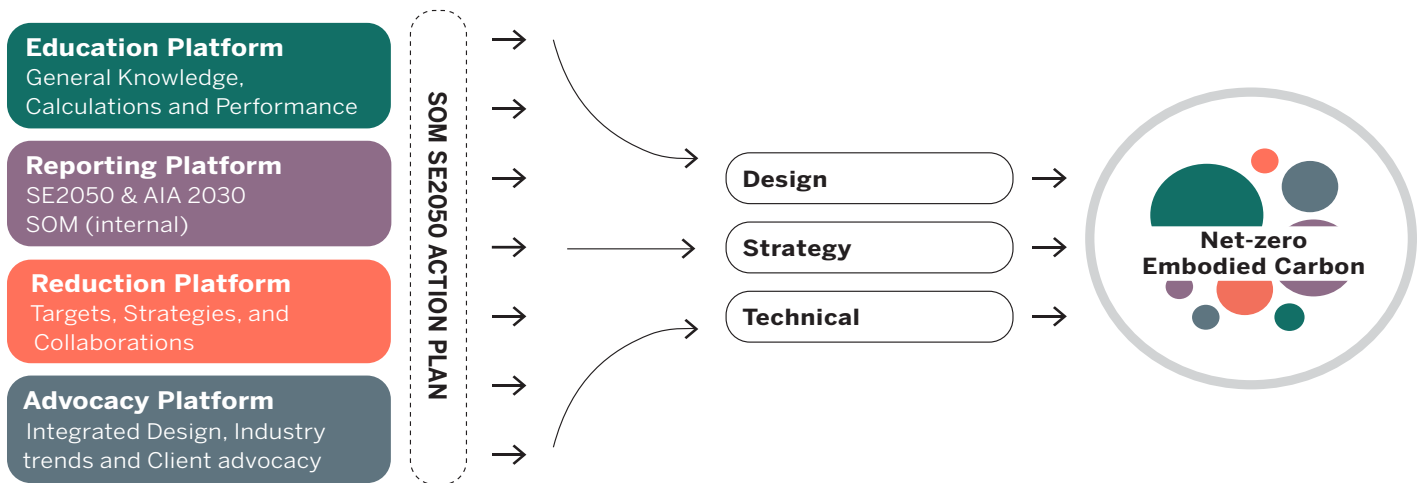 Education Platform
General Knowledge,
Calculations and Performance
Reporting Platform
SE2050 & AIA 2030
SOM (internal)
Reduction Platform
Targets, Strategies, and
Collaborations
Advocacy Platform
Integrated Design, Industry
trends and Client advocacy
SOM SE2050 ACTION PLAN
Design
Strategy
Technical
Net-zero
Embodied Carbon